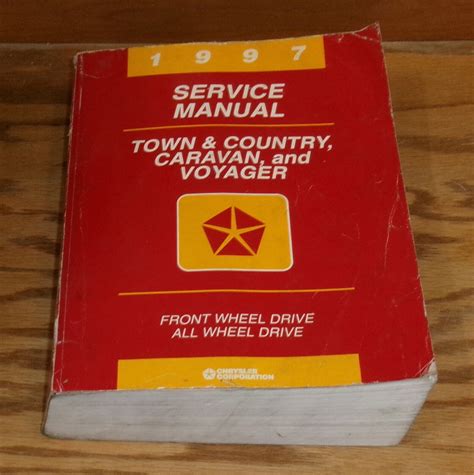 1997
SERVICE
MANUAL
TOWN & COUNTRY,
CARAVAN, and
VOYAGER
FRONT WHEEL DRIVE
ALL WHEEL DRIVE
CHRYSLER
CORPORATION